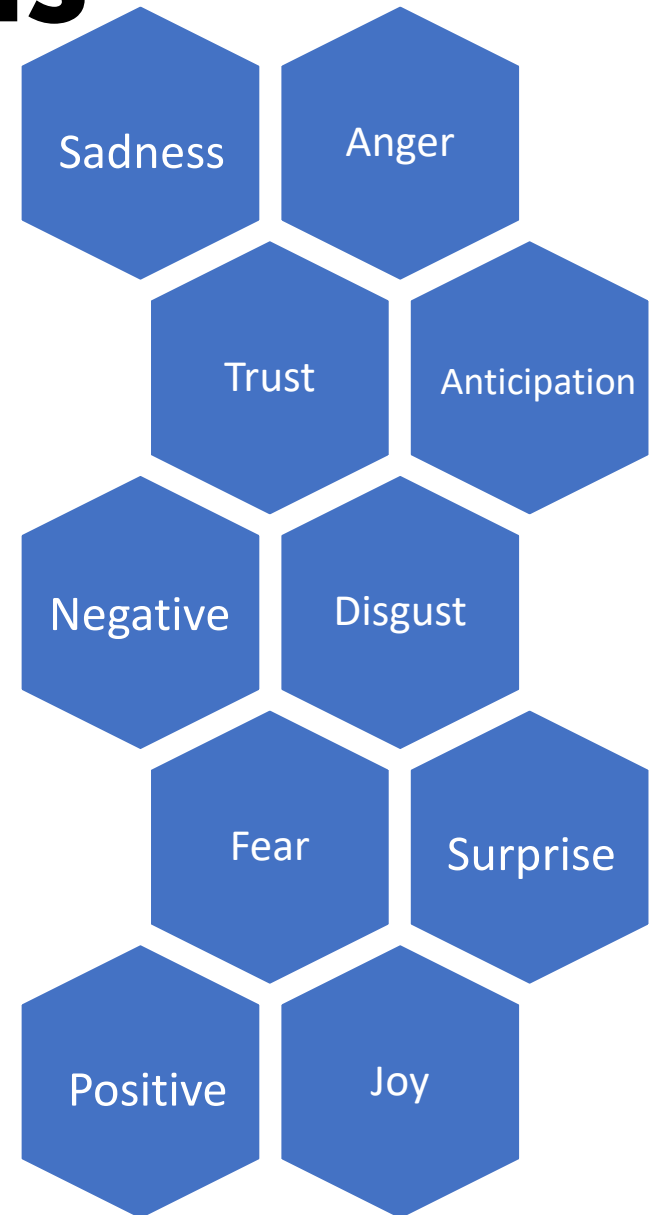 Sadness
Anger
Trust
Anticipation
Negative
Disgust
Fear
Surprise
Positive
Joy